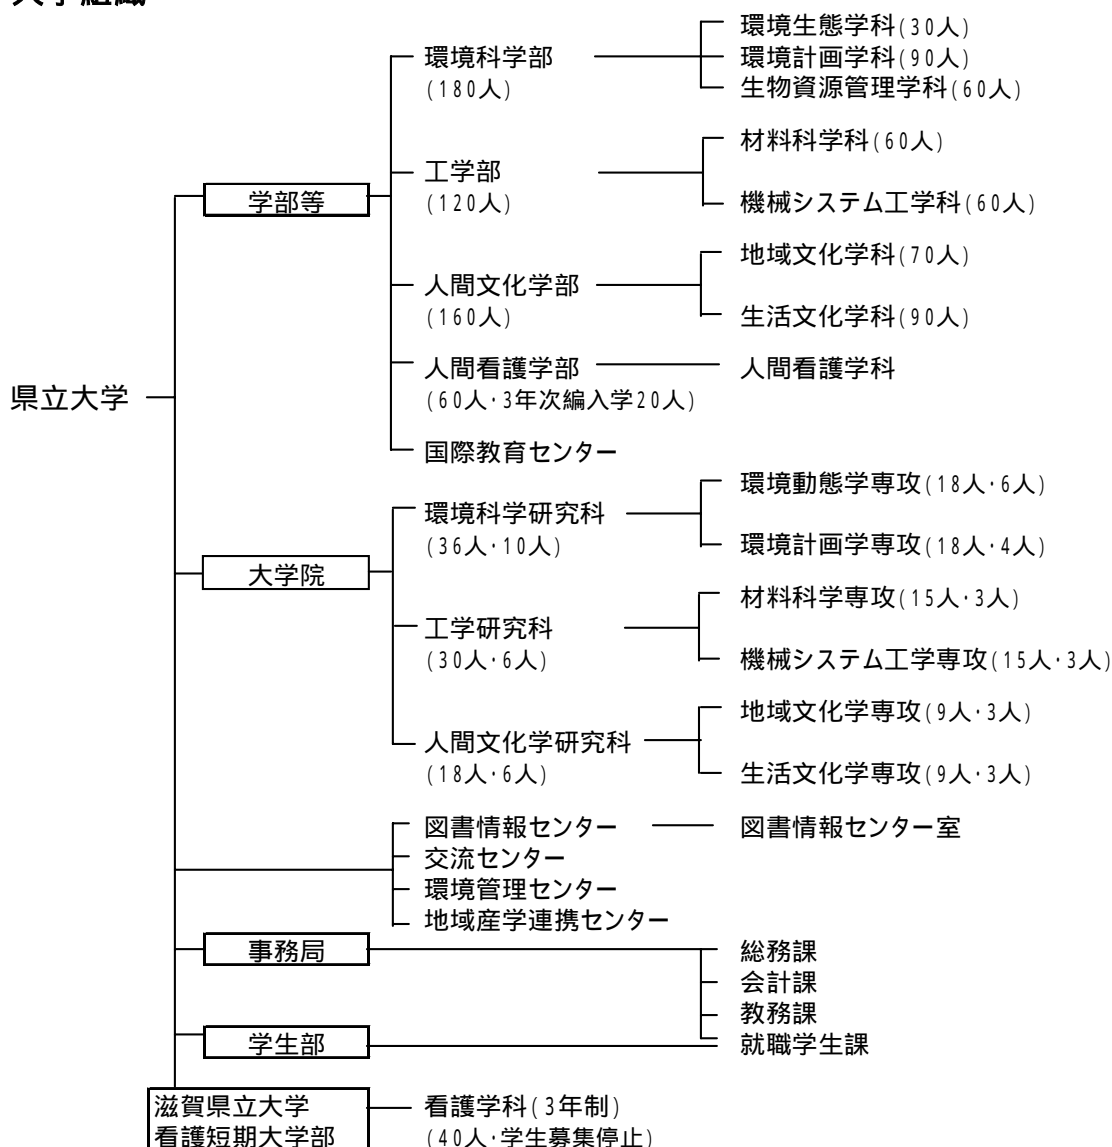 大学組織
環境生態学科(30人)
環境科学部
環境計画学科(90人)
(180人)
生物資源管理学科(60人)
材料科学科(60人)
工学部
学部等
(120人)
機械システム工学科(60人)
地域文化学科(70人)
人間文化学部
(160人)
生活文化学科(90人)
人間看護学部
人間看護学科
県立大学
(60人・3年次編入学20人)
国際教育センター
環境動態学専攻(18人・6人)
環境科学研究科
(36人・10人)
環境計画学専攻(18人・4人)
大学院
材料科学専攻(15人・3人)
工学研究科
(30人・6人)
機械システム工学専攻(15人・3人)
地域文化学専攻(9人・3人)
人間文化学研究科
(18人・6人)
生活文化学専攻(9人・3人)
図書情報センター
図書情報センター室
交流センター
環境管理センター
地域産学連携センター
事務局
総務課
会計課
教務課
学生部
就職学生課
滋賀県立大学
看護学科(3年制)
看護短期大学部
(40人・学生募集停止)